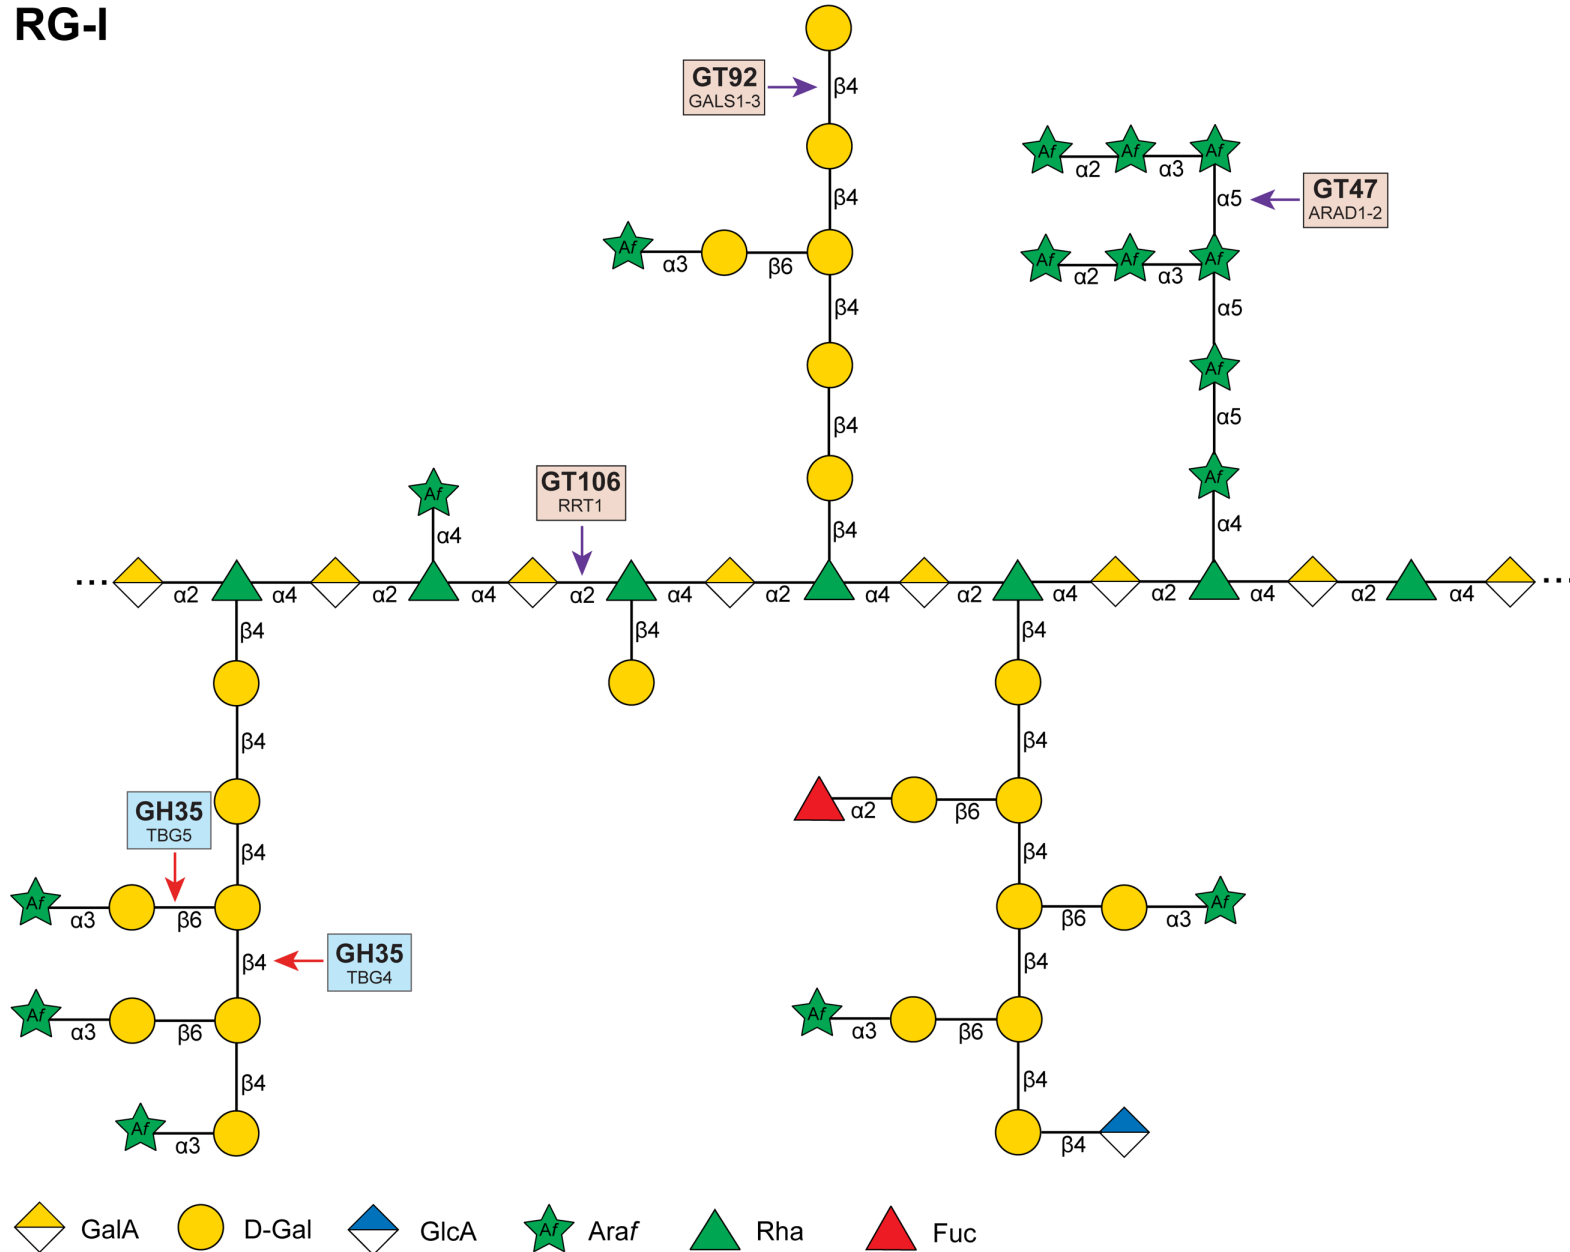 RG-I
GT92
GALS1-3
β4
Af Af Af
α2 α3
α5
GT47
ARAD1-2
β4
Af
α3 β6
Af Af Af
α2 α3
β4
α5
Af
β4
α5
Af
Af
α4
GT106
RRT1
β4
α4
... α2 α4 α2 α4 α2 α4 α2 α4 α2 α4 α2 α4 α2 α4 ...
β4 β4 β4
β4 β4
GH35
TBG5
α2 β6
β4 β4
Af
α3 β6
β6 α3
Af
β4
GH35
TBG4
β4
Af
α3 β6
Af
α3 β6
β4 β4
Af
α3
β4
GalA D-Gal GlcA Af Araf Rha Fuc